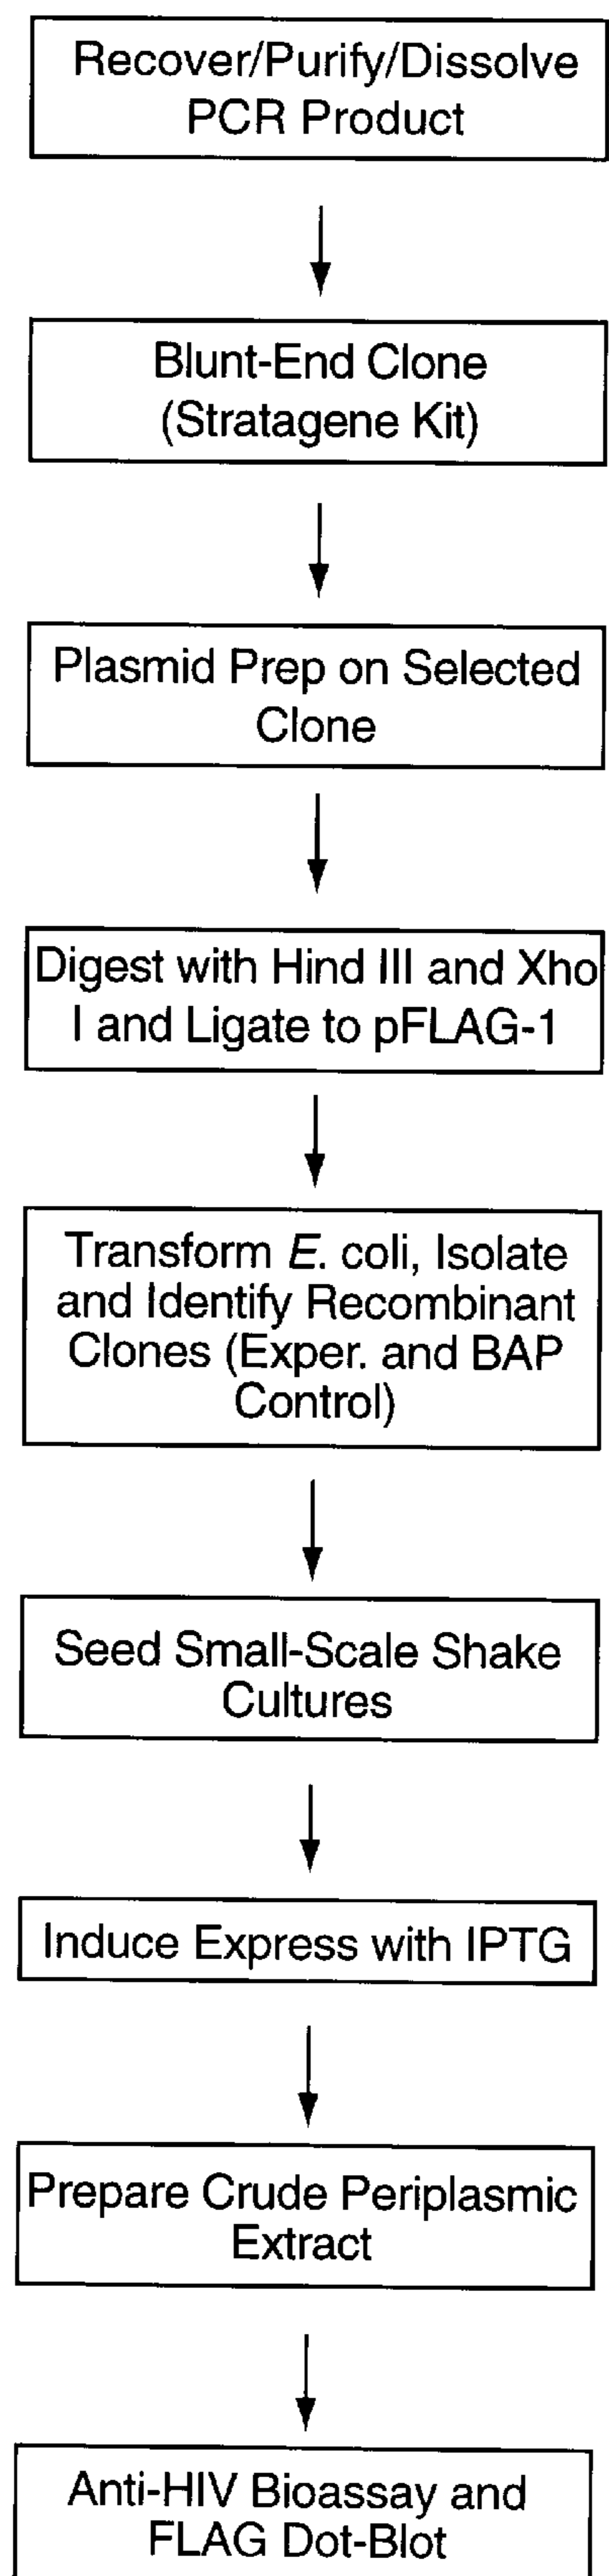 Recover/Purify/Dissolve
PCR Product
Blunt-End Clone
(Stratagene Kit)
Plasmid Prep on Selected
Clone
Digest with Hind III and Xho
I and Ligate to pFLAG-1
Transform E. coli, Isolate
and Identify Recombinant
Clones (Exper. and BAP
Control)
Seed Small-Scale Shake
Cultures
Induce Express with IPTG
Prepare Crude Periplasmic
Extract
Anti-HIV Bioassay and
FLAG Dot-Blot